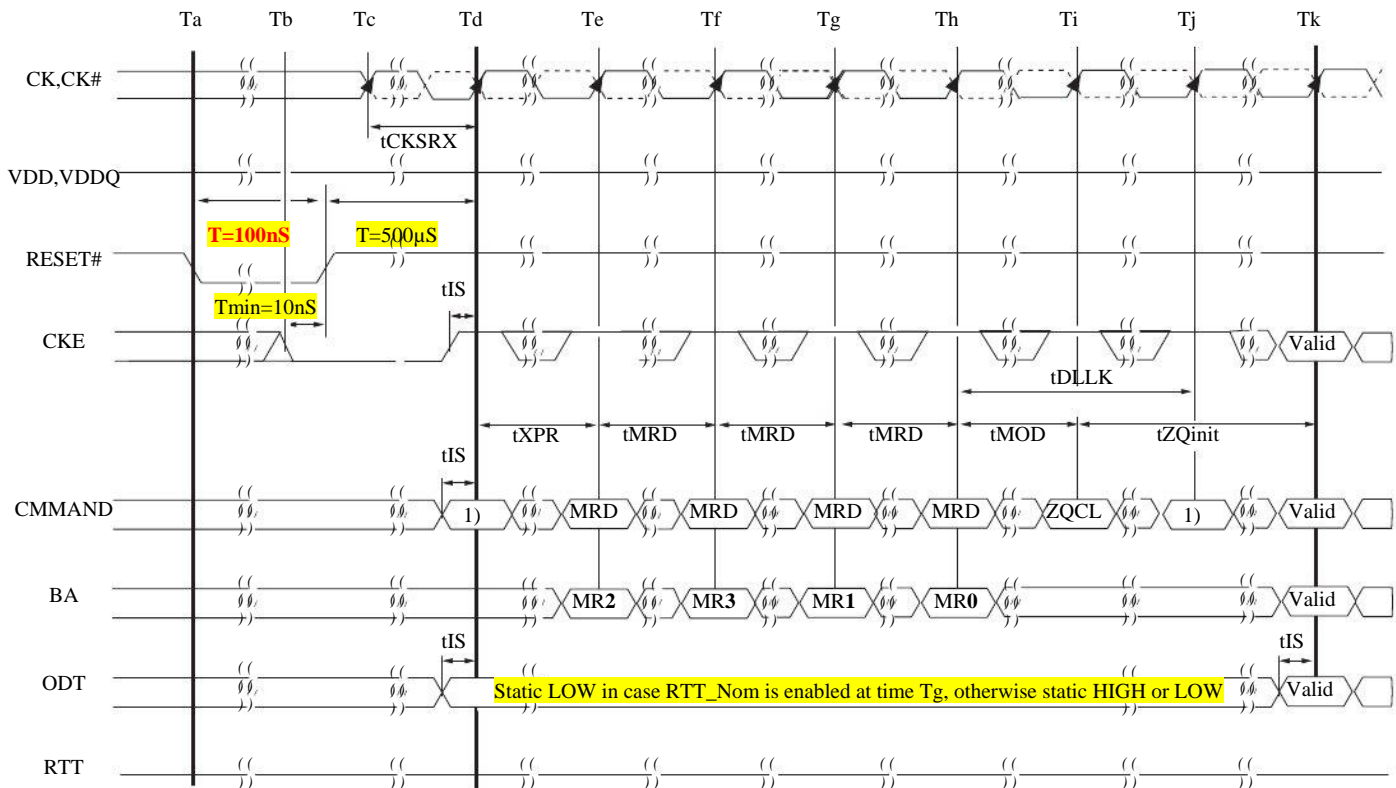 Ta Tb Tc Td Te Tf Tg Th Ti Tj Tk
CK,CK#
tCKSRX
VDD,VDDQ
T=100nS T=500µS
RESET#
Tmin=10nS tIS
CKE Valid
tDLLK
tXPR tMRD tMRD tMRD tMOD tZQinit
tIS
CMMAND 1) MRD MRD MRD MRD ZQCL 1) Valid
BA MR2 MR3 MR1 MR0 Valid
tIS tIS
ODT Static LOW in case RTT_Nom is enabled at time Tg, otherwise static HIGH or LOW Valid
RTT